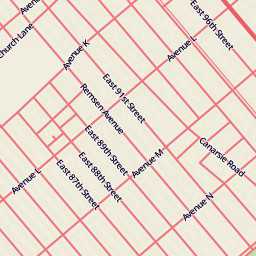 Avenu
East 96th Street
Church Lane
Avenue K
Avenue L
East 91st Street
Remsen Avenue
East 89th Street
Canarsie Road
East 88th Street
Avenue M
East 87th Street
Avenue L
Avenue N